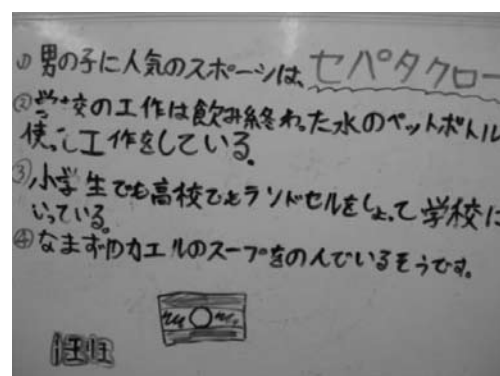 ① 男の子に人気のスポーツは、セパタクロー
② 学校の工作は飲み終わった水のペットボトル
使って工作をしている。
③ 小学生でも高校でもランドセルをしょって学校に
いっている。
④ なまずやカエルのスープをのんでいるそうです。